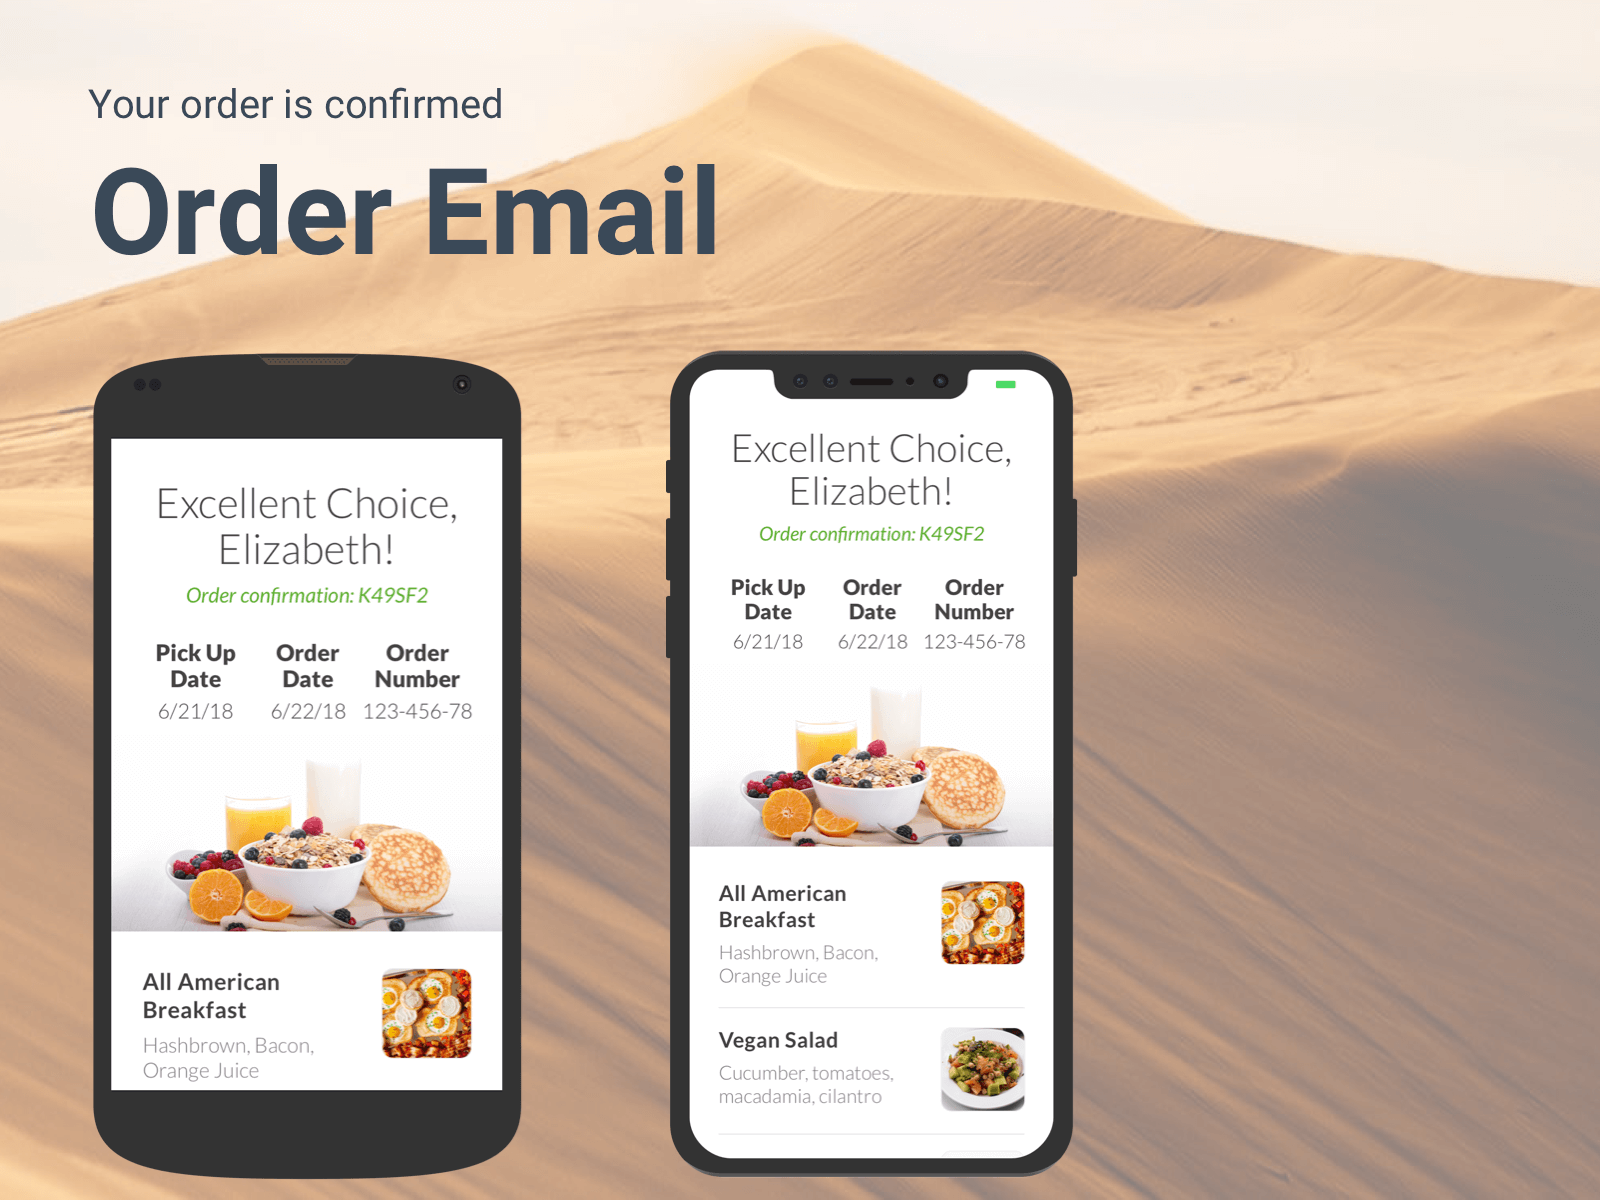 Your order is confirmed
Order Email
Excellent Choice,
Elizabeth!
Order confirmation: K49SF2
Pick Up Date
Order Date
Order Number
6/21/18
6/22/18
123-456-78
All American
Breakfast
Hashbrown, Bacon,
Orange Juice
Excellent Choice,
Elizabeth!
Order confirmation: K49SF2
Pick Up Date
Order Date
Order Number
6/21/18
6/22/18
123-456-78
All American
Breakfast
Hashbrown, Bacon,
Orange Juice
Vegan Salad
Cucumber, tomatoes,
macadamia, cilantro